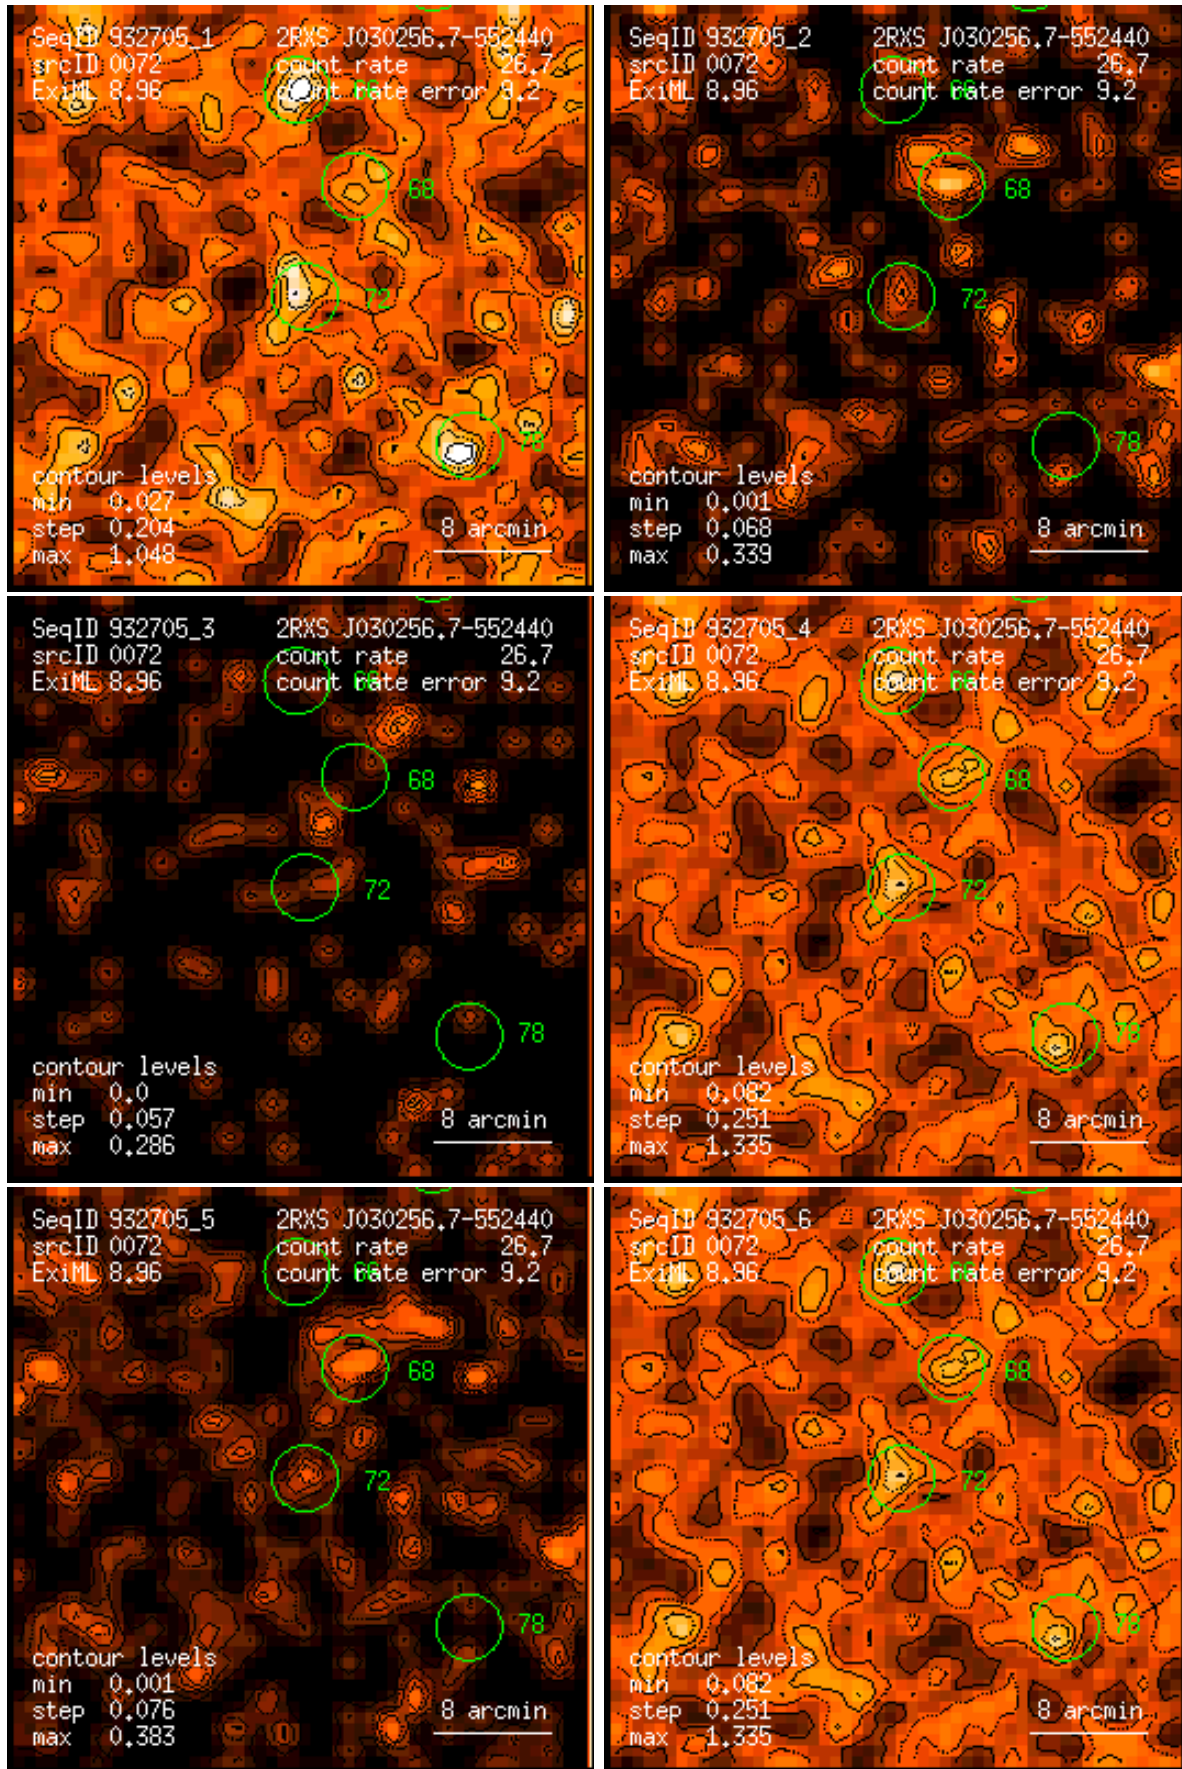 SeqID 932705_1 2RXS J030256.7-552440
srcID 0072 count rate 26.7
ExiML 8.96 count rate error 9.2
68
72
78
contour levels
min 0.027
step 0.204
max 1.048
8 arcmin
SeqID 932705_2 2RXS J030256.7-552440
srcID 0072 count rate 26.7
ExiML 8.96 count rate error 9.2
68
72
78
contour levels
min 0.001
step 0.068
max 0.339
8 arcmin
SeqID 932705_3 2RXS J030256.7-552440
srcID 0072 count rate 26.7
ExiML 8.96 count rate error 9.2
68
72
78
contour levels
min 0.0
step 0.057
max 0.286
8 arcmin
SeqID 932705_4 2RXS J030256.7-552440
srcID 0072 count rate 26.7
ExiML 8.96 count rate error 9.2
68
72
78
contour levels
min 0.082
step 0.251
max 1.335
8 arcmin
SeqID 932705_5 2RXS J030256.7-552440
srcID 0072 count rate 26.7
ExiML 8.96 count rate error 9.2
68
72
78
contour levels
min 0.001
step 0.076
max 0.383
8 arcmin
SeqID 932705_6 2RXS J030256.7-552440
srcID 0072 count rate 26.7
ExiML 8.96 count rate error 9.2
68
72
78
contour levels
min 0.082
step 0.251
max 1.335
8 arcmin